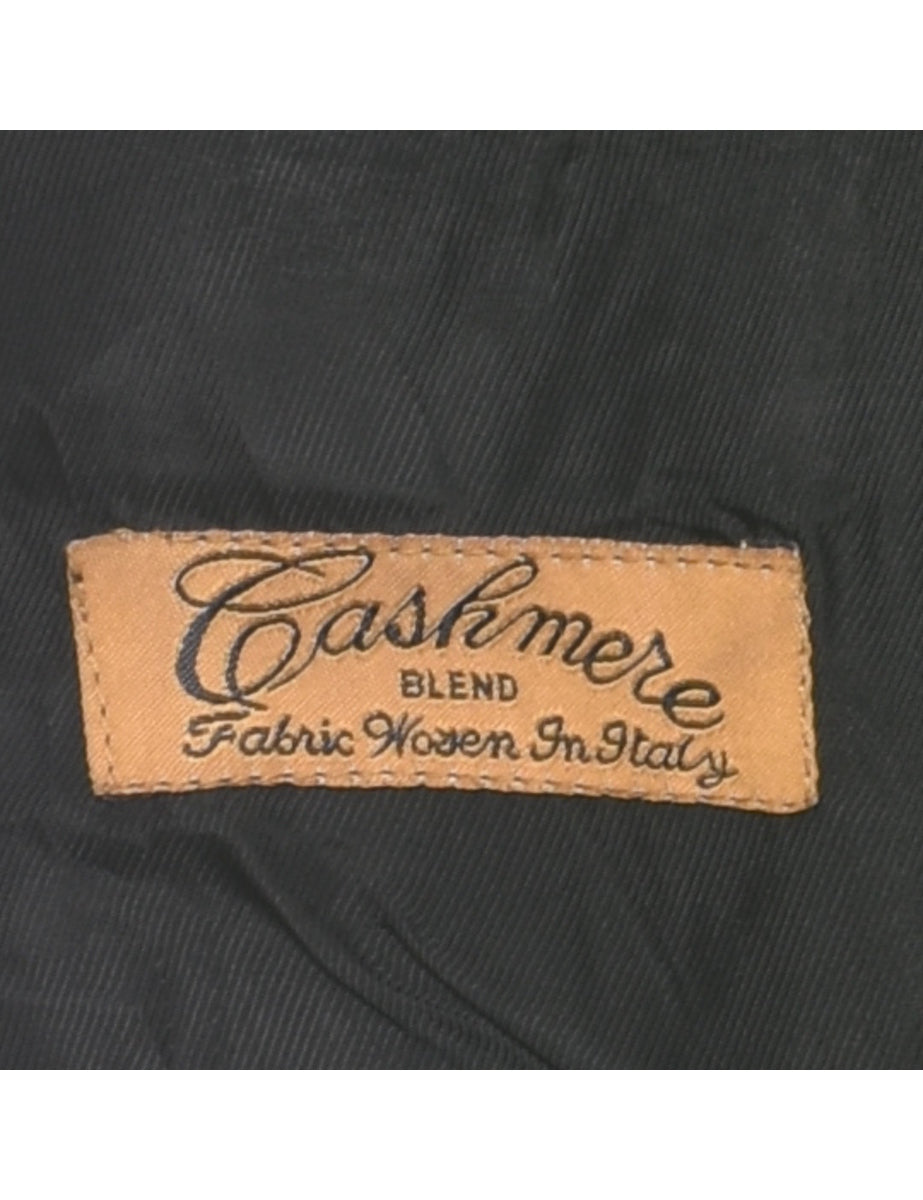 Cashmere
BLEND
Fabric Woven In Italy